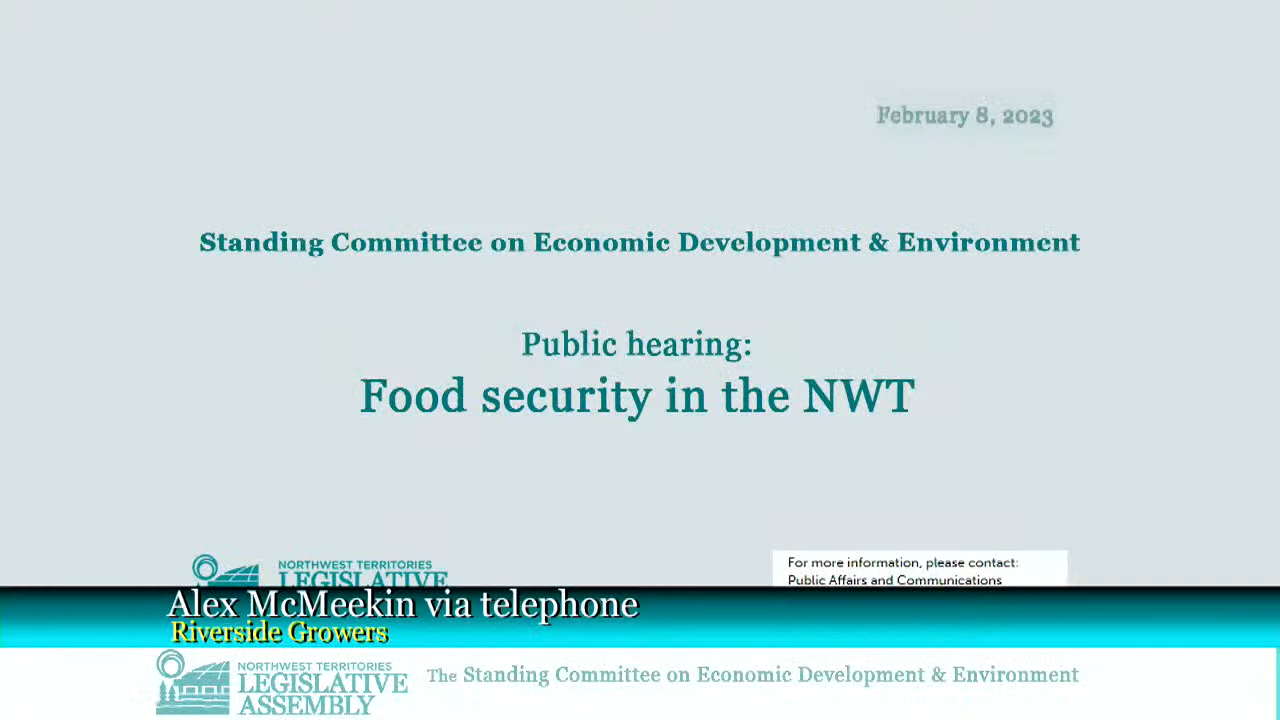 February 8, 2023
Standing Committee on Economic Development & Environment
Public hearing:
Food security in the NWT
NORTHWEST TERRITORIES
LEGISLATIVE
For more information, please contact:
Public Affairs and Communications
Alex McMeekin via telephone
Riverside Growers
NORTHWEST TERRITORIES
LEGISLATIVE
ASSEMBLY
The Standing Committee on Economic Development & Environment